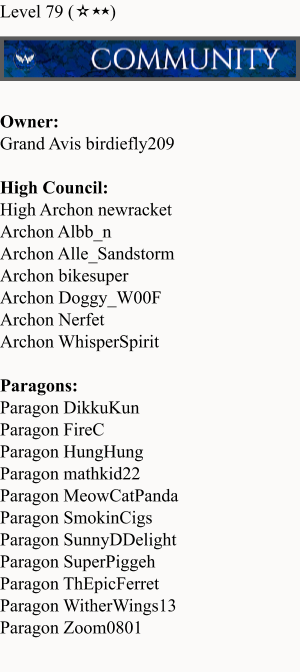 Level 79 (☆★★)
COMMUNITY
Owner:
Grand Avis birdiefly209
High Council:
High Archon newracket
Archon Albb_n
Archon Alle_Sandstorm
Archon bikesuper
Archon Doggy_W00F
Archon Nerfet
Archon WhisperSpirit
Paragons:
Paragon DikkuKun
Paragon FireC
Paragon HungHung
Paragon mathkid22
Paragon MeowCatPanda
Paragon SmokinCigs
Paragon SunnyDDelight
Paragon SuperPiggeh
Paragon ThEpicFerret
Paragon WitherWings13
Paragon Zoom0801